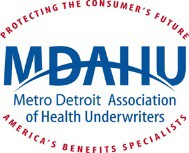 PROTECTING THE CONSUMER'S FUTURE
MDAHU
Metro Detroit Association
of Health Underwriters
AMERICA'S BENEFITS SPECIALISTS